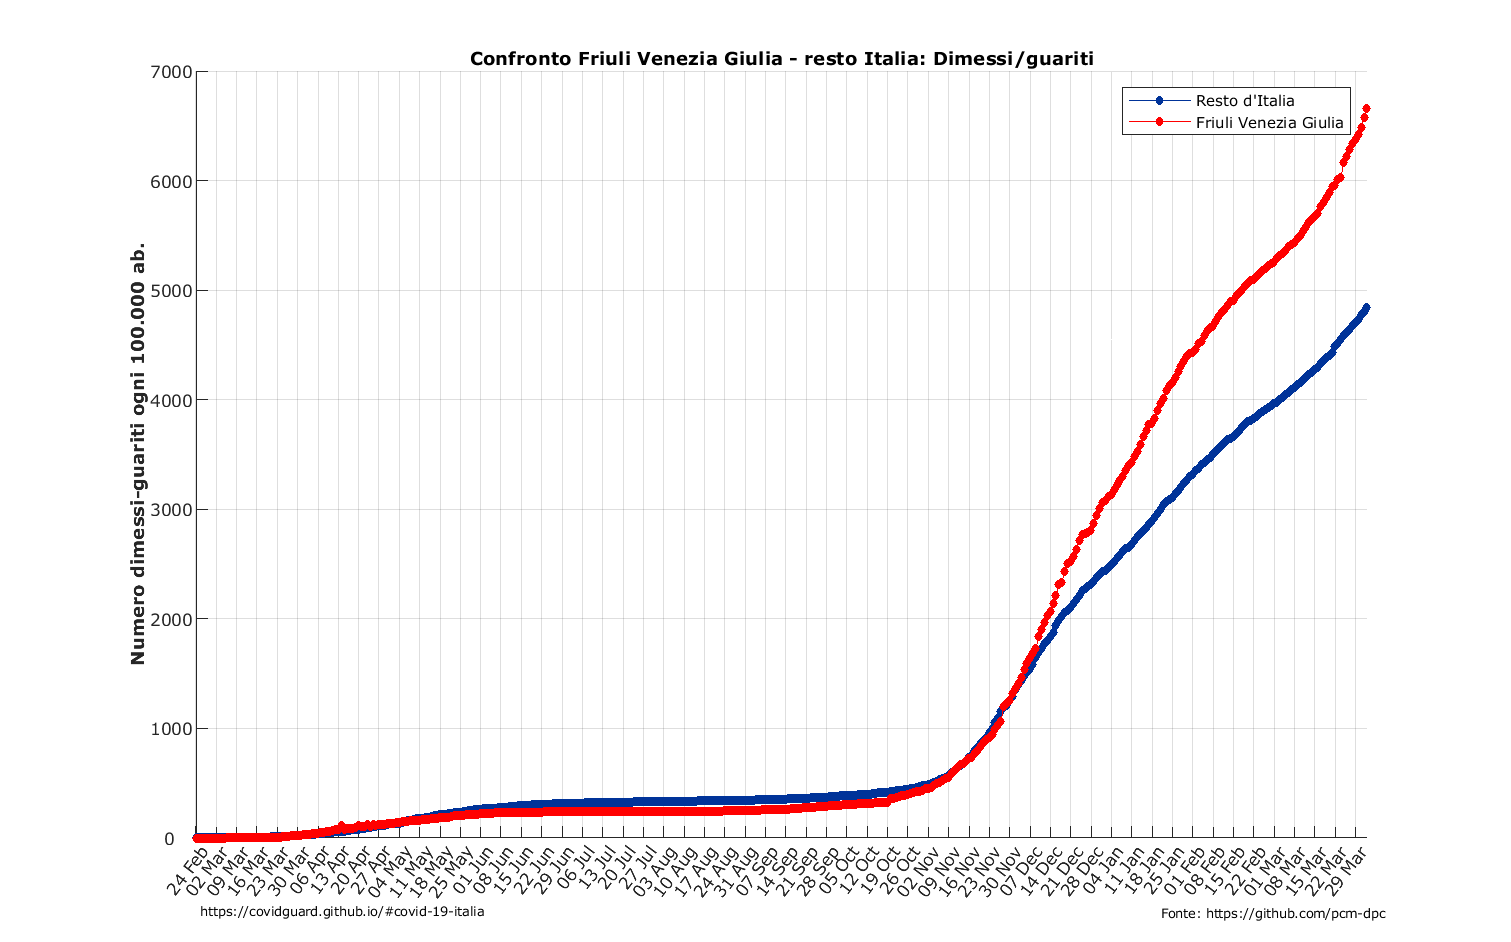 Confronto Friuli Venezia Giulia - resto Italia: Dimessi/guariti
Resto d'Italia
Friuli Venezia Giulia
Numero dimessi-guariti ogni 100.000 ab.
7000
6000
5000
4000
3000
2000
1000
0
24 Feb
02 Mar
09 Mar
16 Mar
23 Mar
30 Mar
06 Apr
13 Apr
20 Apr
27 Apr
04 May
11 May
18 May
25 May
01 Jun
08 Jun
15 Jun
22 Jun
29 Jun
06 Jul
13 Jul
20 Jul
27 Jul
03 Aug
10 Aug
17 Aug
24 Aug
31 Aug
07 Sep
14 Sep
21 Sep
28 Sep
05 Oct
12 Oct
19 Oct
26 Oct
02 Nov
09 Nov
16 Nov
23 Nov
30 Nov
07 Dec
14 Dec
21 Dec
28 Dec
04 Jan
11 Jan
18 Jan
25 Jan
01 Feb
08 Feb
15 Feb
22 Feb
01 Mar
08 Mar
15 Mar
22 Mar
29 Mar
https://covidguard.github.io/#covid-19-italia
Fonte: https://github.com/pcm-dpc